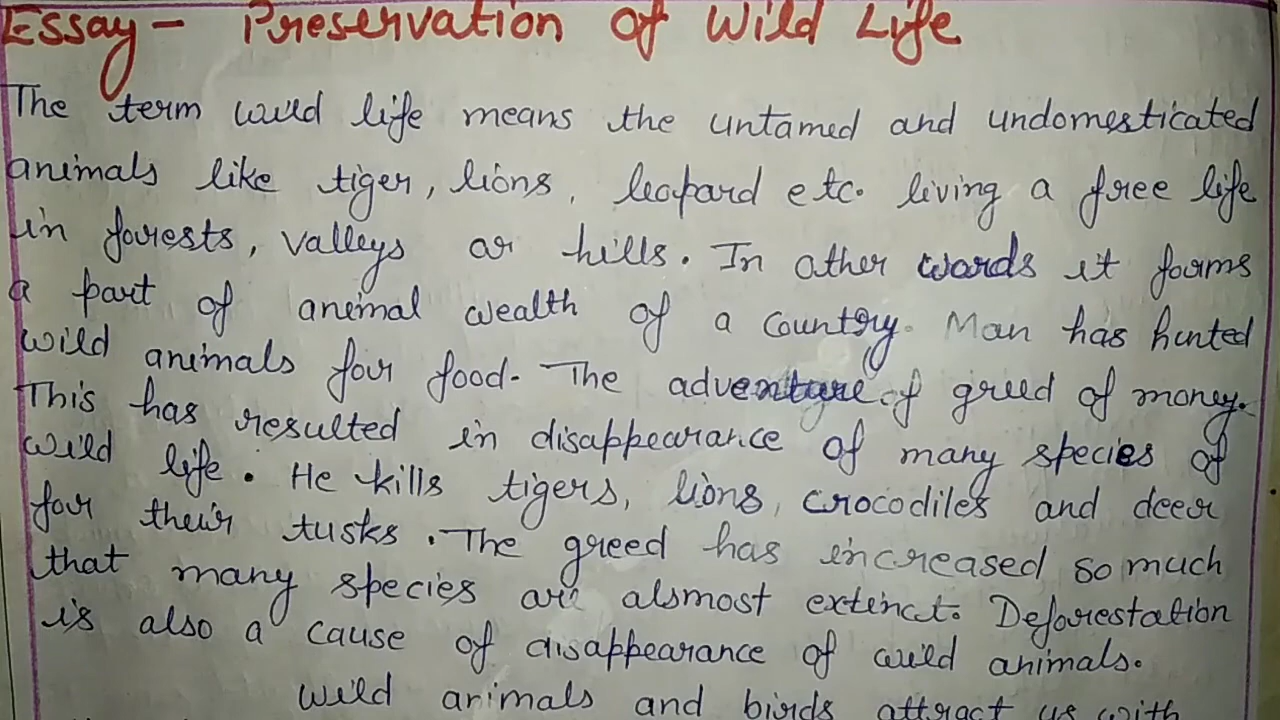 Essay - Preservation of Wild Life
The term wild life means the untamed and undomesticated
animals like tiger, lions, leopard etc. living a free life
in forests, valleys or hills. In other words it forms
a part of animal wealth of a country. Man has hunted
wild animals for food. The adventure of greed of money.
This has resulted in disappearance of many species of
wild life. He kills tigers, lions, crocodiles and deer
for their tusks. The greed has increased so much
that many species are alsmost extinct. Deforestation
is also a cause of disappearance of wild animals.
Wild animals and birds attract us with